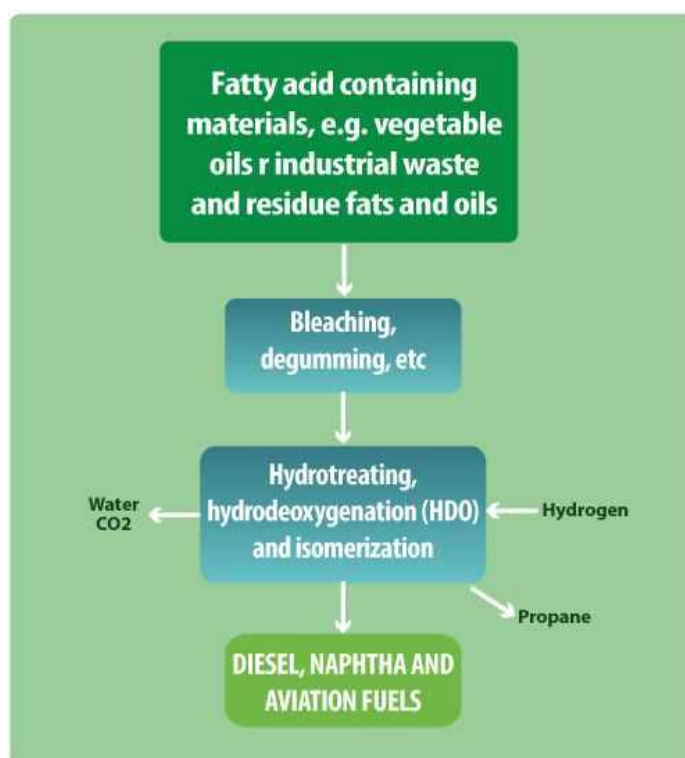 Fatty acid containing
materials, e.g. vegetable
oils r industrial waste
and residue fats and oils
Bleaching,
degumming, etc
Hydrotreating,
hydrodeoxygenation (HDO)
and isomerization
Water
CO2
Hydrogen
Propane
DIESEL, NAPHTHA AND
AVIATION FUELS